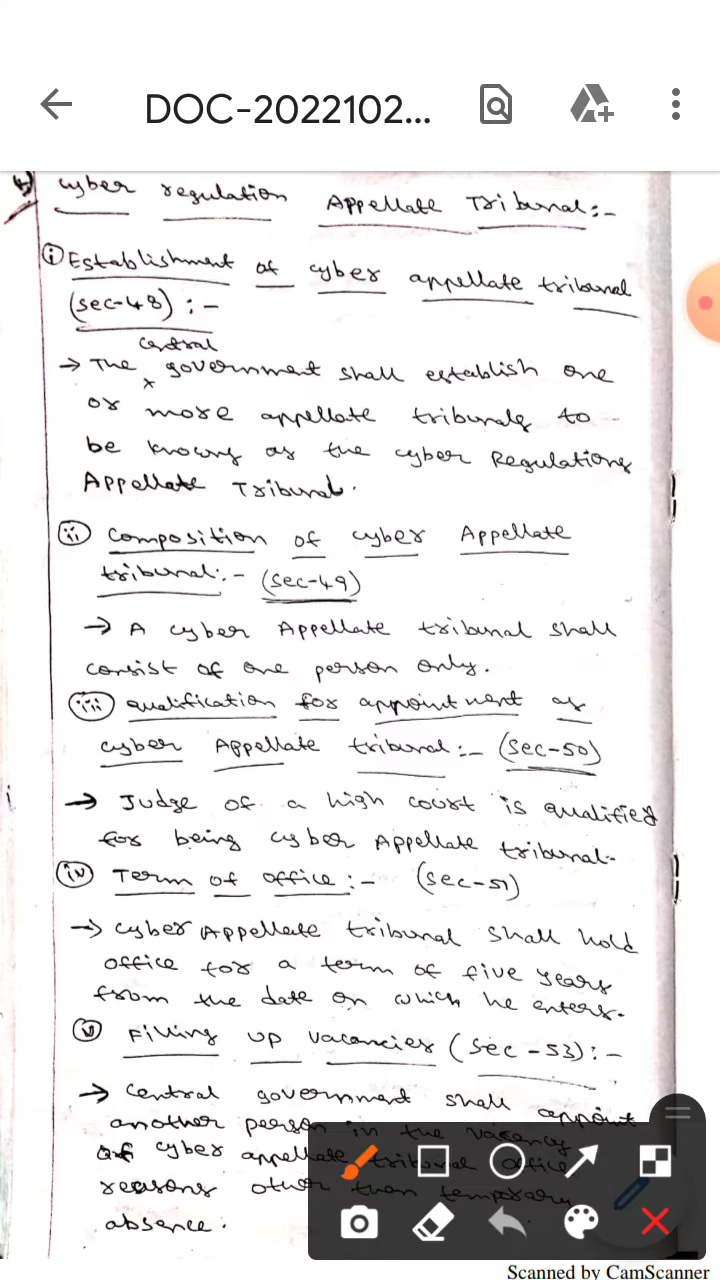 DOC-2022102...
cyber regulation Appellate Tribunal:-
i Establishment of cyber appellate tribunal
(sec-48) :-
central
→ The government shall establish one
or more appellate tribunals to
be known as the cyber Regulations
Appellate Tribunal.
ii Composition of cyber Appellate
tribunal:- (sec-49)
→ A cyber Appellate tribunal shall
consist of one person only.
iii qualification for appointment as
cyber Appellate tribunal:- (sec-50)
→ Judge of a high court is qualified
for being cyber Appellate tribunal.
iv Term of office:- (sec-51)
→ cyber Appellate tribunal shall hold
office for a term of five years
from the date on which he enters.
v Filling up vacancies (sec-53):-
→ Central government shall appoint
another person in the vacancy
of cyber appellate tribunal office
reasons other than temporary
absence.
Scanned by CamScanner